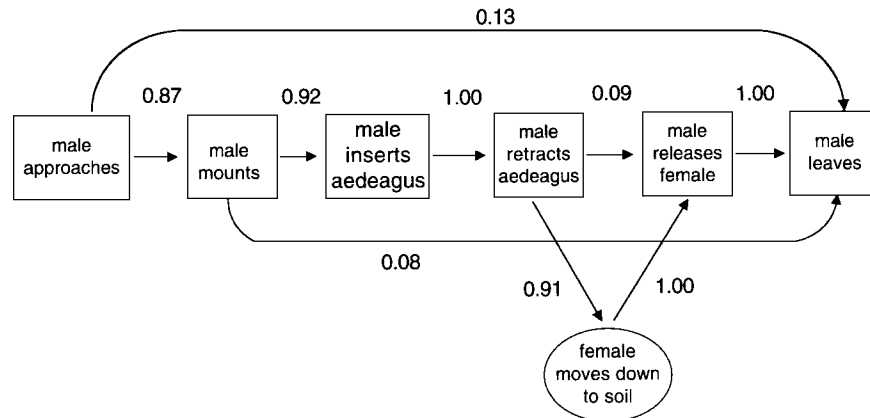 0.13
0.87
0.92
1.00
0.09
1.00
male
approaches
male
mounts
male
inserts
aedeagus
male
retracts
aedeagus
male
releases
female
male
leaves
0.08
0.91
1.00
female
moves down
to soil